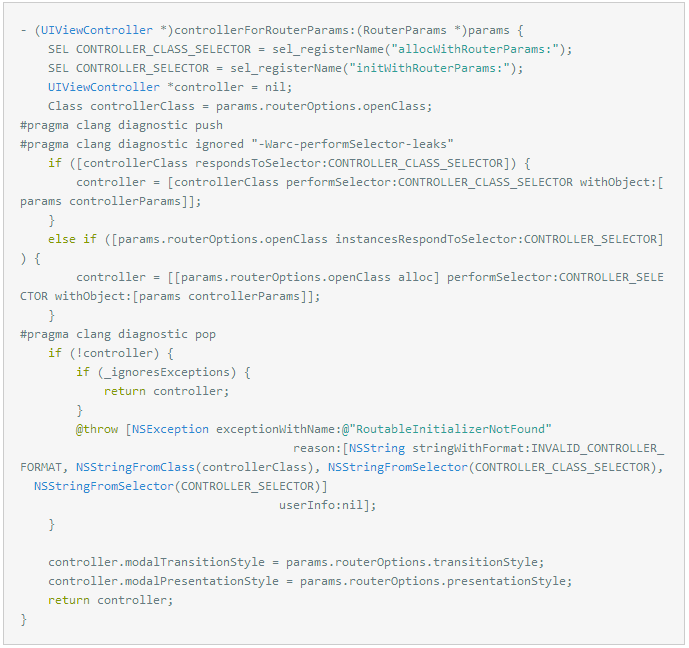 - (UIViewController *)controllerForRouterParams:(RouterParams *)params {
    SEL CONTROLLER_CLASS_SELECTOR = sel_registerName("allocWithRouterParams:");
    SEL CONTROLLER_SELECTOR = sel_registerName("initWithRouterParams:");
    UIViewController *controller = nil;
    Class controllerClass = params.routerOptions.openClass;
#pragma clang diagnostic push
#pragma clang diagnostic ignored "-Warc-performSelector-leaks"
    if ([controllerClass respondsToSelector:CONTROLLER_CLASS_SELECTOR]) {
        controller = [controllerClass performSelector:CONTROLLER_CLASS_SELECTOR withObject:[
params controllerParams]];
    }
    else if ([params.routerOptions.openClass instancesRespondToSelector:CONTROLLER_SELECTOR]
) {
        controller = [[params.routerOptions.openClass alloc] performSelector:CONTROLLER_SELE
CTOR withObject:[params controllerParams]];
    }
#pragma clang diagnostic pop
    if (!controller) {
        if (_ignoresExceptions) {
            return controller;
        }
        @throw [NSException exceptionWithName:@"RoutableInitializerNotFound"
                                       reason:[NSString stringWithFormat:INVALID_CONTROLLER_
FORMAT, NSStringFromClass(controllerClass), NSStringFromSelector(CONTROLLER_CLASS_SELECTOR),
  NSStringFromSelector(CONTROLLER_SELECTOR)]
                                     userInfo:nil];
    }

    controller.modalTransitionStyle = params.routerOptions.transitionStyle;
    controller.modalPresentationStyle = params.routerOptions.presentationStyle;
    return controller;
}